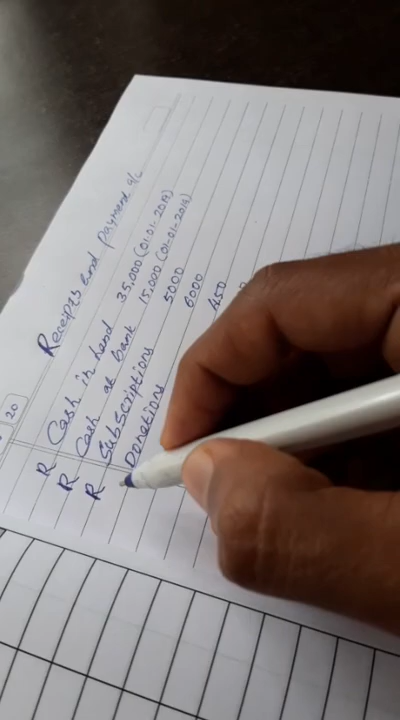 20
Receipts and payment a/c
R Cash in hand 35,000 (01-01-2019)
R Cash at bank 15,000 (01-01-2019)
R Subscriptions 5000
Donations 6000
450